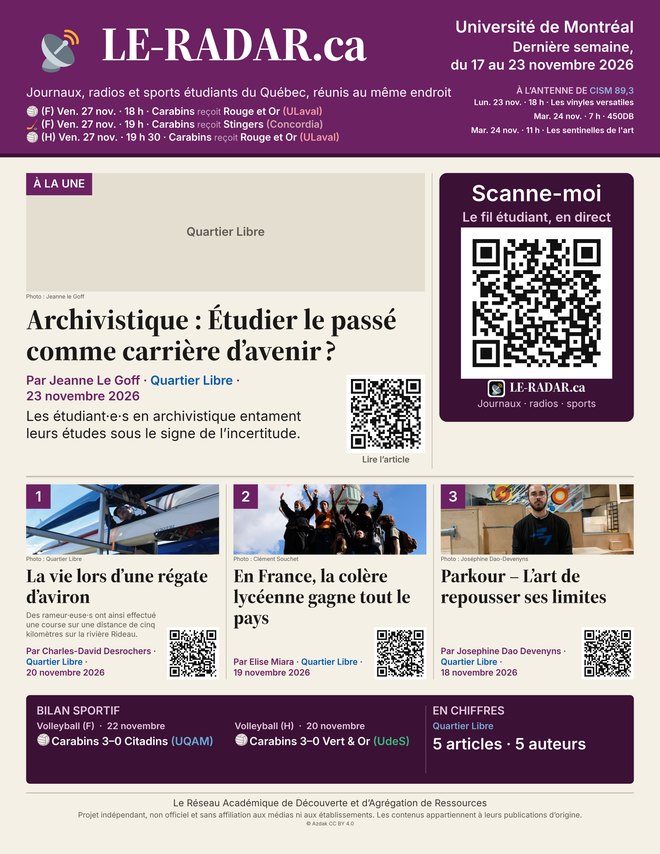 LE-RADAR.ca
Université de Montréal
Dernière semaine,
du 17 au 23 novembre 2026
Journaux, radios et sports étudiants du Québec, réunis au même endroit
(F) Ven. 27 nov. · 18 h · Carabins reçoit Rouge et Or (ULaval)
(F) Ven. 27 nov. · 19 h · Carabins reçoit Stingers (Concordia)
(H) Ven. 27 nov. · 19 h 30 · Carabins reçoit Rouge et Or (ULaval)
À L'ANTENNE DE CISM 89,3
Lun. 23 nov. · 18 h · Les vinyles versatiles
Mar. 24 nov. · 7 h · 450DB
Mar. 24 nov. · 11 h · Les sentinelles de l'art
À LA UNE
Quartier Libre
Photo : Jeanne le Goff
Archivistique : Étudier le passé
comme carrière d'avenir ?
Par Jeanne Le Goff · Quartier Libre ·
23 novembre 2026
Les étudiant·e·s en archivistique entament
leurs études sous le signe de l'incertitude.
Lire l'article
Scanne-moi
Le fil étudiant, en direct
LE-RADAR.ca
Journaux · radios · sports
1
Photo : Quartier Libre
La vie lors d'une régate
d'aviron
Des rameur·euse·s ont ainsi effectué
une course sur une distance de cinq
kilomètres sur la rivière Rideau.
Par Charles-David Desrochers ·
Quartier Libre ·
20 novembre 2026
2
Photo : Clément Souchet
En France, la colère
lycéenne gagne tout le
pays
Par Elise Miara · Quartier Libre ·
19 novembre 2026
3
Photo : Joséphine Dao-Devenyns
Parkour – L'art de
repousser ses limites
Par Josephine Dao Devenyns ·
Quartier Libre ·
18 novembre 2026
BILAN SPORTIF
Volleyball (F) · 22 novembre
Carabins 3–0 Citadins (UQAM)
Volleyball (H) · 20 novembre
Carabins 3–0 Vert & Or (UdeS)
EN CHIFFRES
Quartier Libre
5 articles · 5 auteurs
Le Réseau Académique de Découverte et d'Agrégation de Ressources
Projet indépendant, non officiel et sans affiliation aux médias ni aux établissements. Les contenus appartiennent à leurs publications d'origine.
© Azdak CC BY 4.0